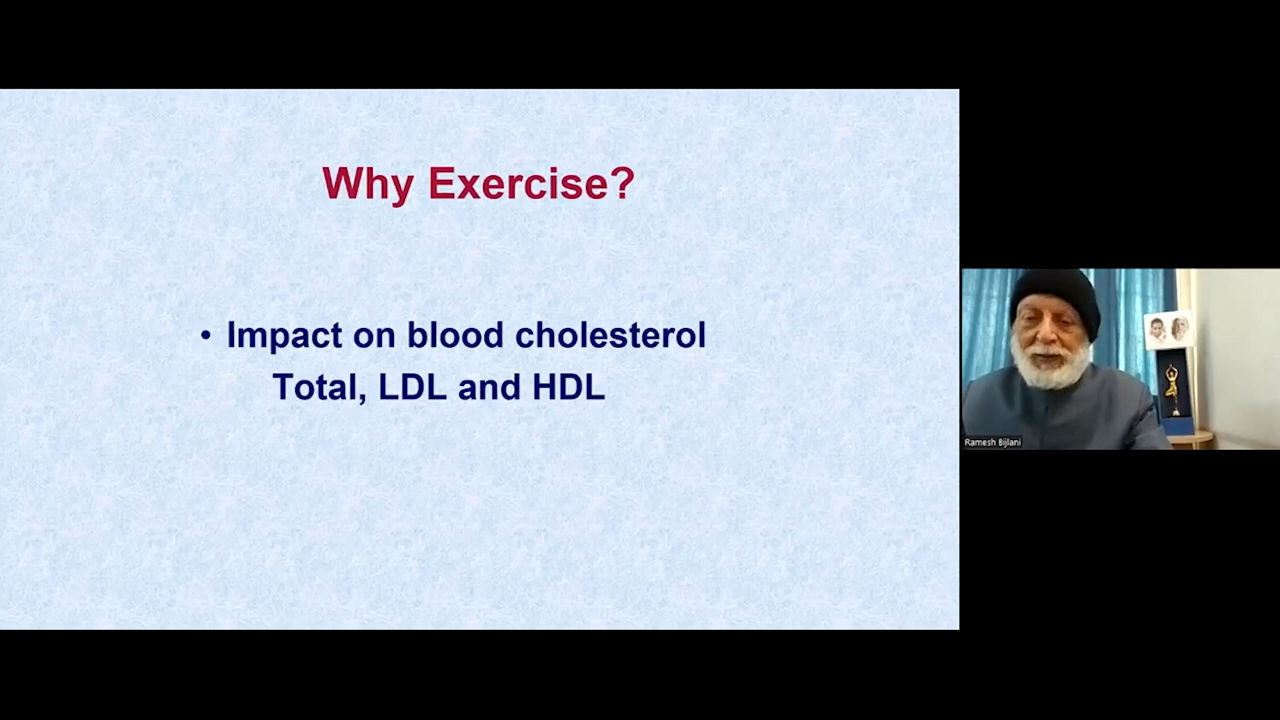 Why Exercise?
• Impact on blood cholesterol
Total, LDL and HDL
Ramesh Bijlani